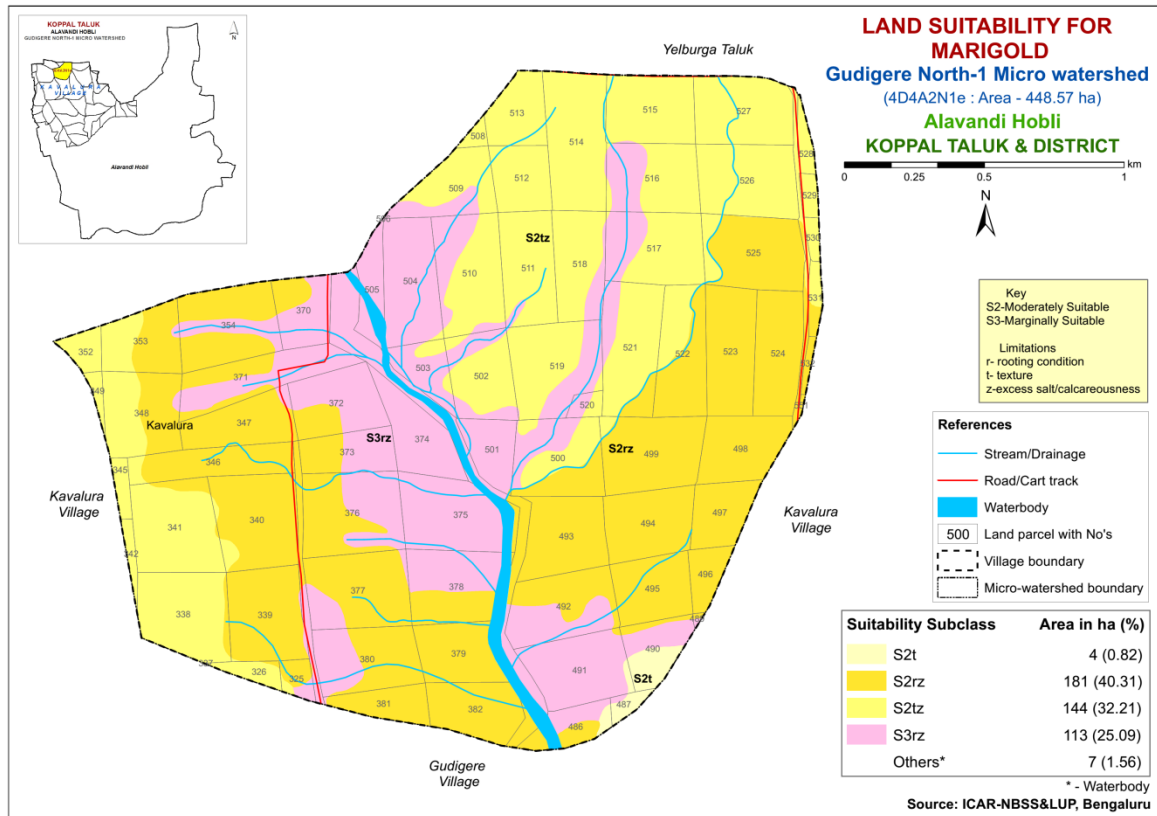 KOPPAL TALUK
ALAVANDI HOBLI
GUDIGERE NORTH-1 MICRO WATERSHED
N
KAVALURA
VILLAGE
Alavandi Hobli
LAND SUITABILITY FOR
MARIGOLD
Gudigere North-1 Micro watershed
(4D4A2N1e : Area - 448.57 ha)
Alavandi Hobli
KOPPAL TALUK & DISTRICT
km
0 0.25 0.5 1
N
Yelburga Taluk
513 515 527
508 514
512 516 528
509 526
529
506
S2tz 517 530
525
510 511 518
504
505
370 531
354
353 521 522 523 524
352 503 519
502
371
349
372 520
348 347
Kavalura S3rz 374 501 S2rz 498
373 500 499
346
345
Kavalura
Village
341 340 376 375 494 497
Kavalura
Village
342 493
496
377 378 495
492
338 339
490
380 379 491
326 325 S2t
381 382 487
486
Gudigere
Village
Key
S2-Moderately Suitable
S3-Marginally Suitable
Limitations
r- rooting condition
t- texture
z-excess salt/calcareousness
References
Stream/Drainage
Road/Cart track
Waterbody
500 Land parcel with No's
Village boundary
Micro-watershed boundary
Suitability Subclass Area in ha (%)
S2t 4 (0.82)
S2rz 181 (40.31)
S2tz 144 (32.21)
S3rz 113 (25.09)
Others* 7 (1.56)
* - Waterbody
Source: ICAR-NBSS&LUP, Bengaluru